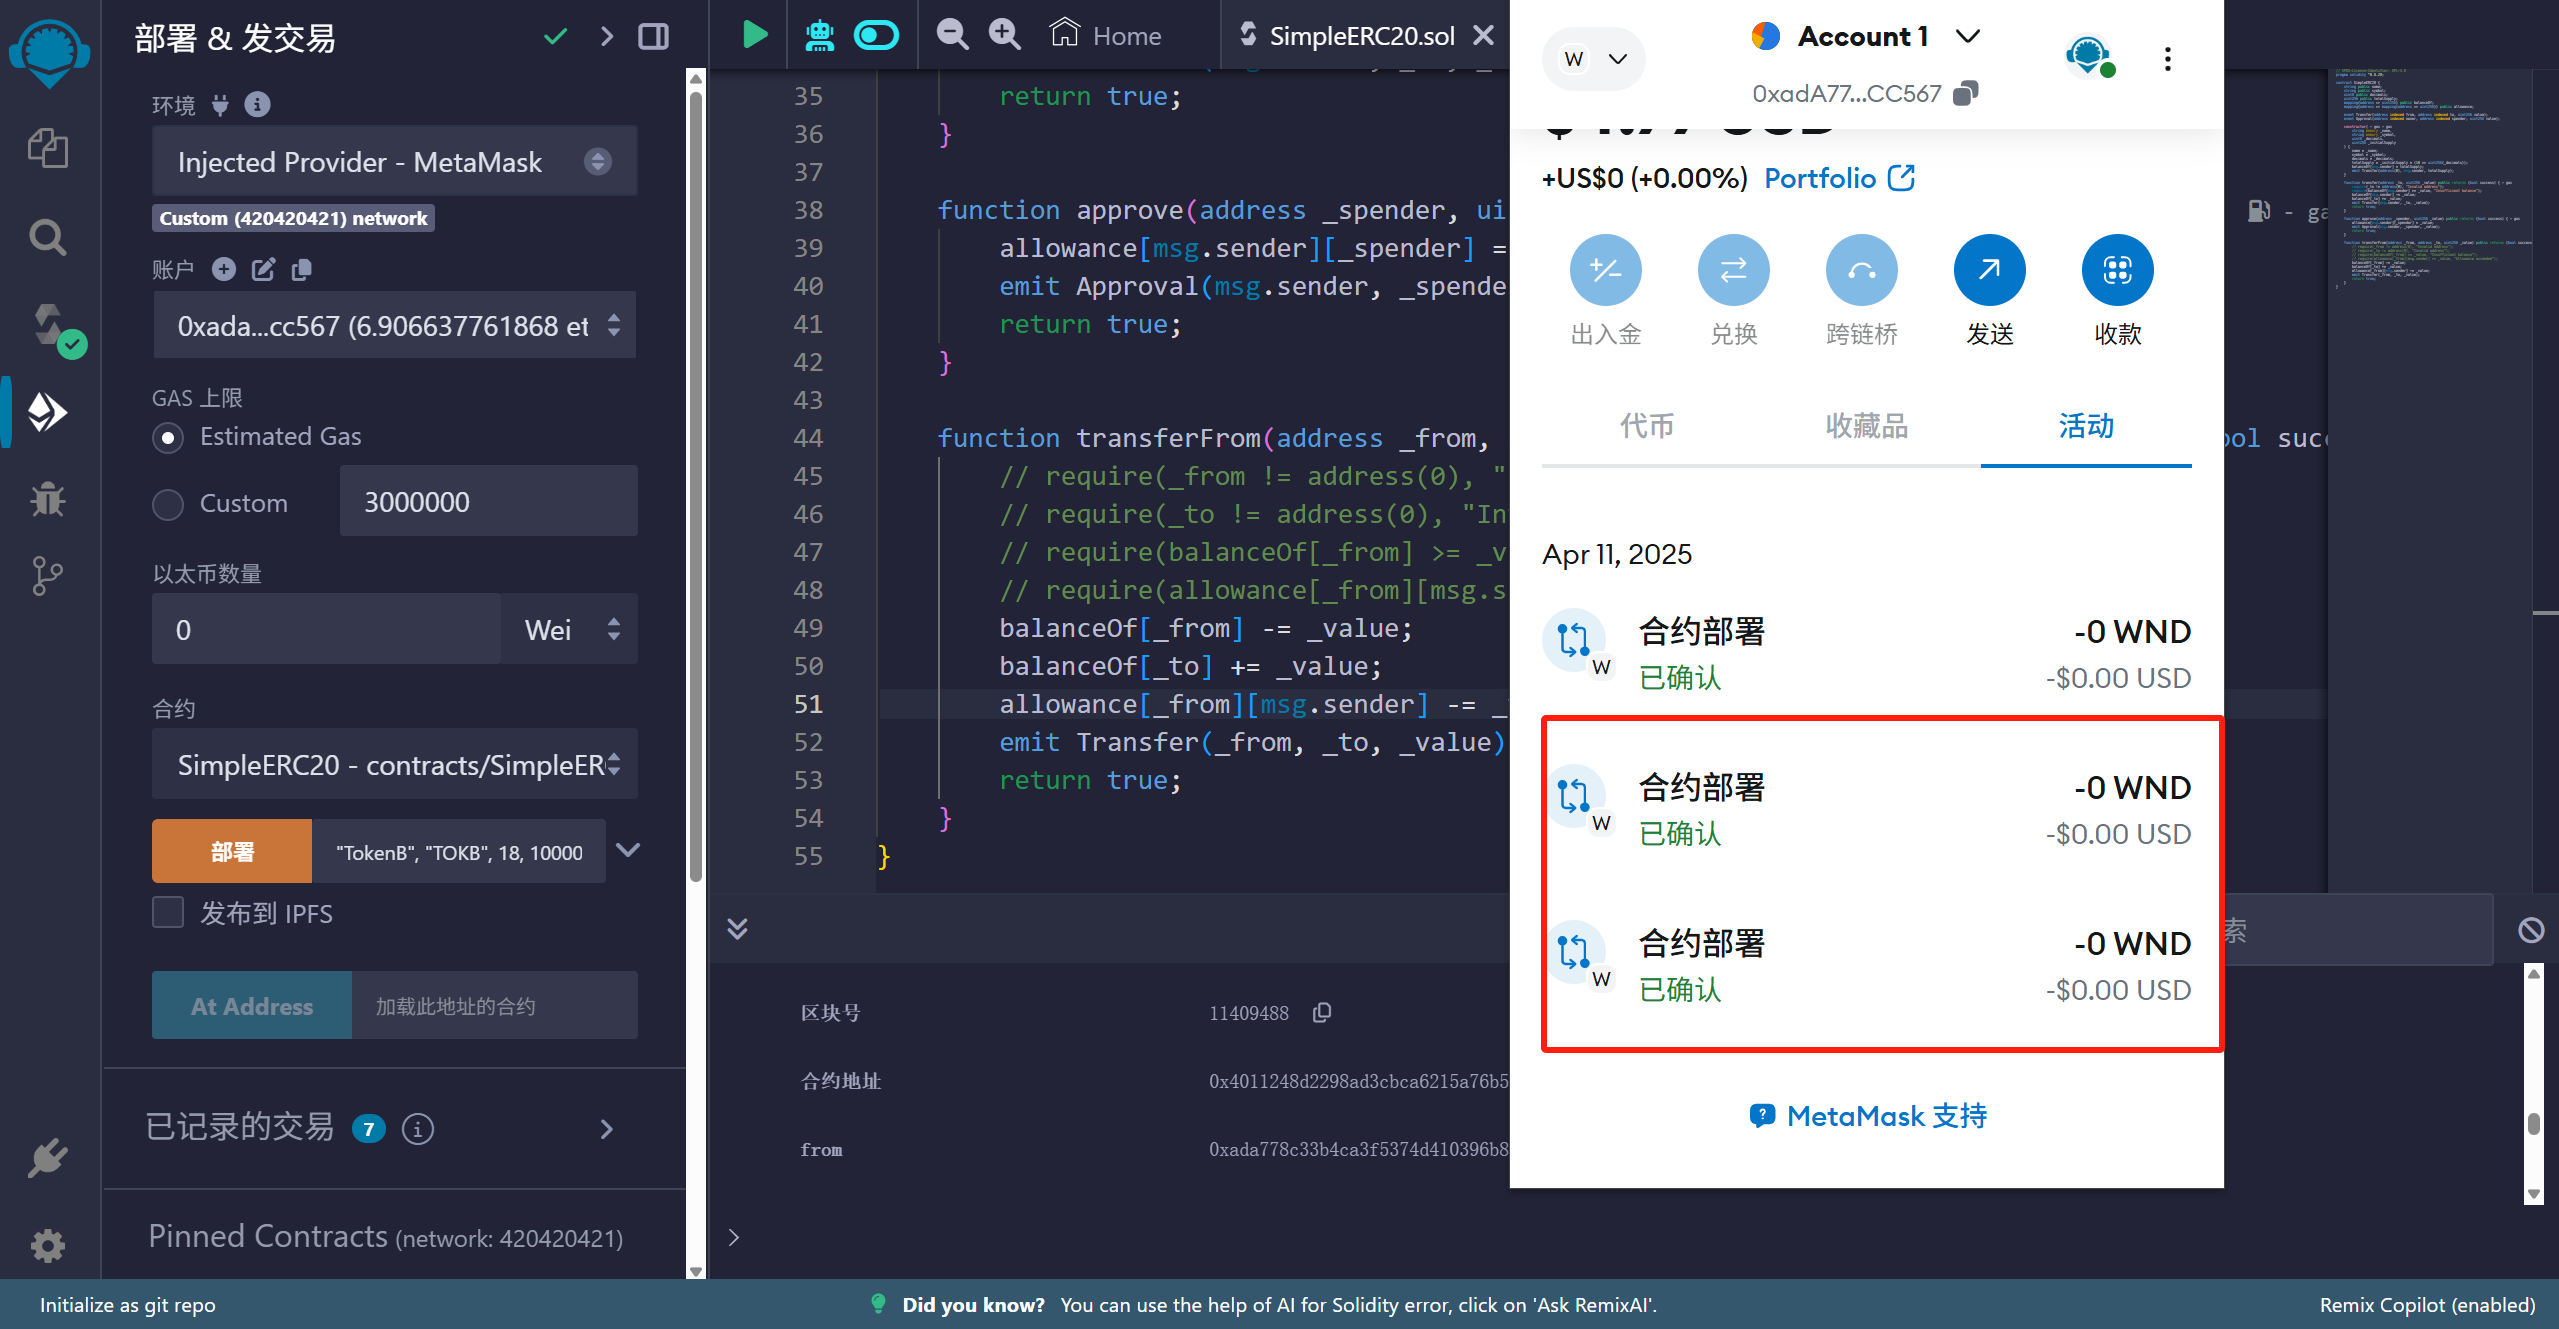 部署 & 发交易
环境
Injected Provider - MetaMask
Custom (420420421) network
账户
0xada...cc567 (6.906637761868 et
GAS 上限
Estimated Gas
Custom
3000000
以太币数量
0
Wei
合约
SimpleERC20 - contracts/SimpleER
部署
"TokenB", "TOKB", 18, 10000
发布到 IPFS
At Address
加载此地址的合约
已记录的交易 7
Pinned Contracts (network: 420420421)
Home
SimpleERC20.sol
35 return true;
36 }
37
38 function approve(address _spender, ui
39 allowance[msg.sender][_spender] =
40 emit Approval(msg.sender, _spende
41 return true;
42 }
43
44 function transferFrom(address _from,
45 // require(_from != address(0), "
46 // require(_to != address(0), "In
47 // require(balanceOf[_from] >= _v
48 // require(allowance[_from][msg.s
49 balanceOf[_from] -= _value;
50 balanceOf[_to] += _value;
51 allowance[_from][msg.sender] -= _
52 emit Transfer(_from, _to, _value)
53 return true;
54 }
55 }
区块号
11409488
合约地址
0x4011248d2298ad3cbca6215a76b5
from
0xada778c33b4ca3f5374d410396b8
W
Account 1
0xadA77...CC567
+US$0 (+0.00%)
Portfolio
出入金
兑换
跨链桥
发送
收款
代币
收藏品
活动
Apr 11, 2025
合约部署
-0 WND
W
已确认
-$0.00 USD
合约部署
-0 WND
W
已确认
-$0.00 USD
合约部署
-0 WND
W
已确认
-$0.00 USD
MetaMask 支持
- ga
ool succ
索
Initialize as git repo
Did you know? You can use the help of AI for Solidity error, click on 'Ask RemixAI'.
Remix Copilot (enabled)